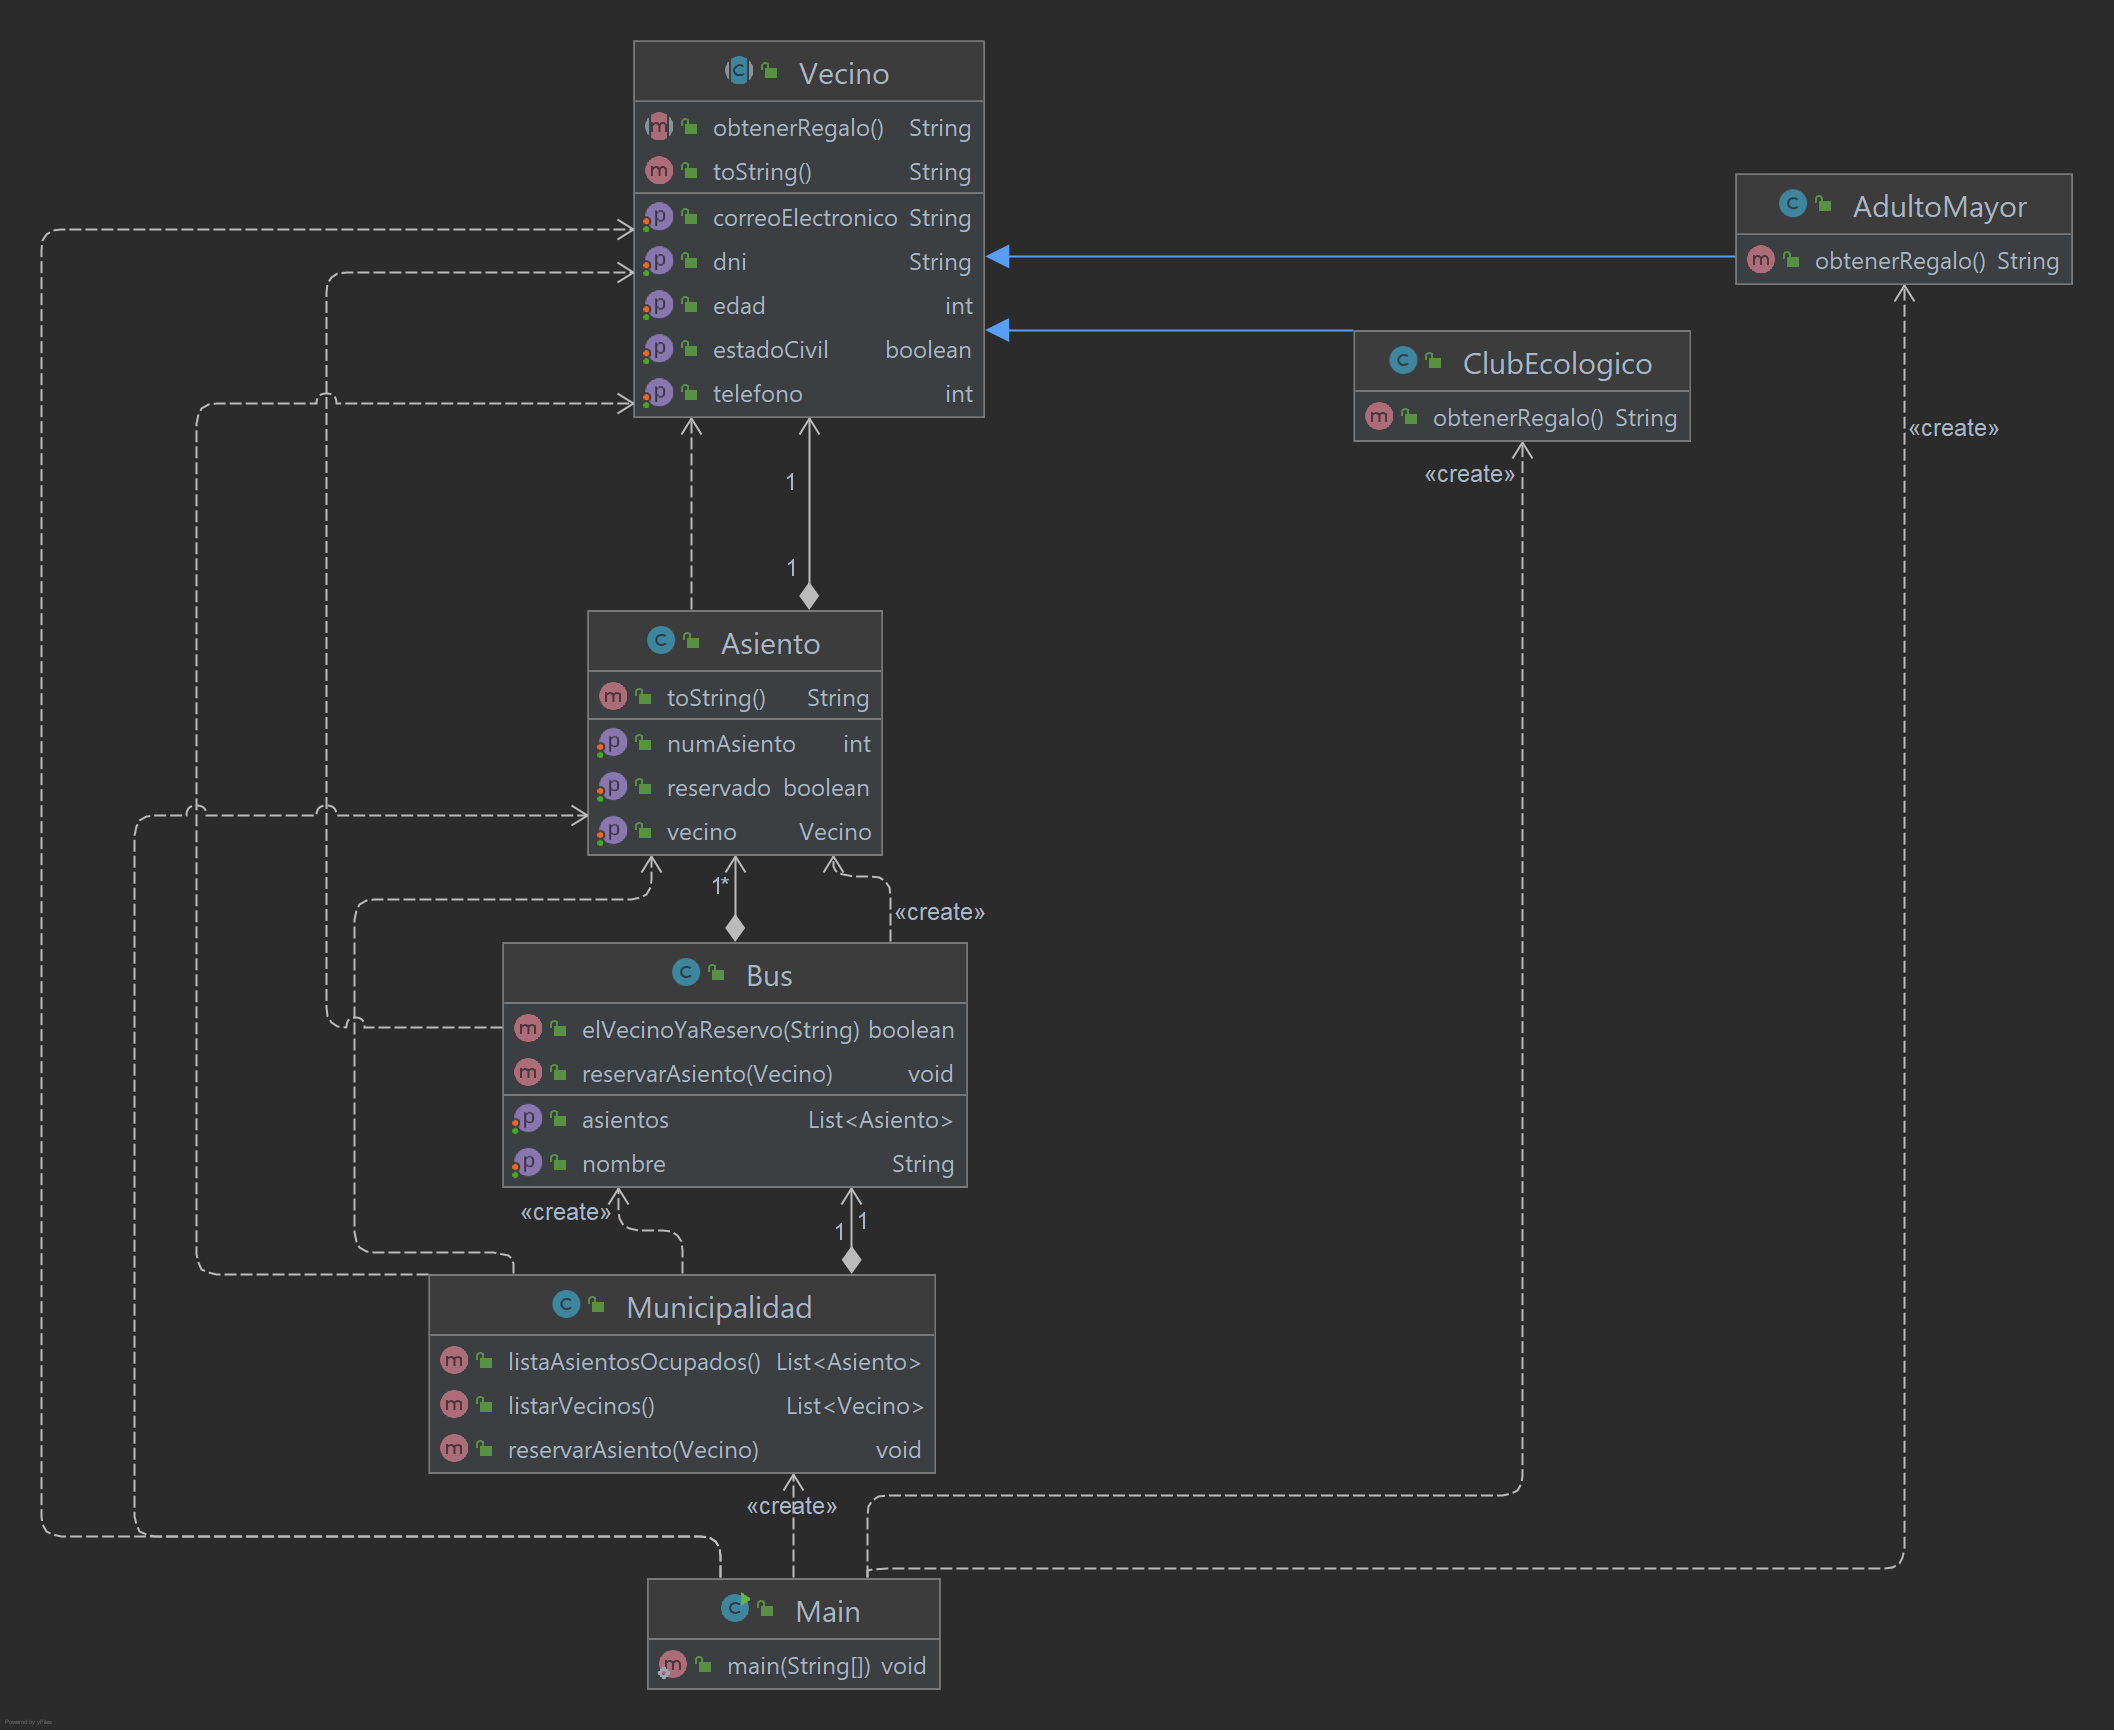 Vecino
obtenerRegalo() String
toString() String
correoElectronico String
dni String
edad int
estadoCivil boolean
telefono int
AdultoMayor
obtenerRegalo() String
ClubEcologico
obtenerRegalo() String
«create»
«create»
1
1
Asiento
toString() String
numAsiento int
reservado boolean
vecino Vecino
1*
«create»
Bus
elVecinoYaReservo(String) boolean
reservarAsiento(Vecino) void
asientos List<Asiento>
nombre String
«create»
1
1
Municipalidad
listaAsientosOcupados() List<Asiento>
listarVecinos() List<Vecino>
reservarAsiento(Vecino) void
«create»
Main
main(String[]) void
Powered by yFiles